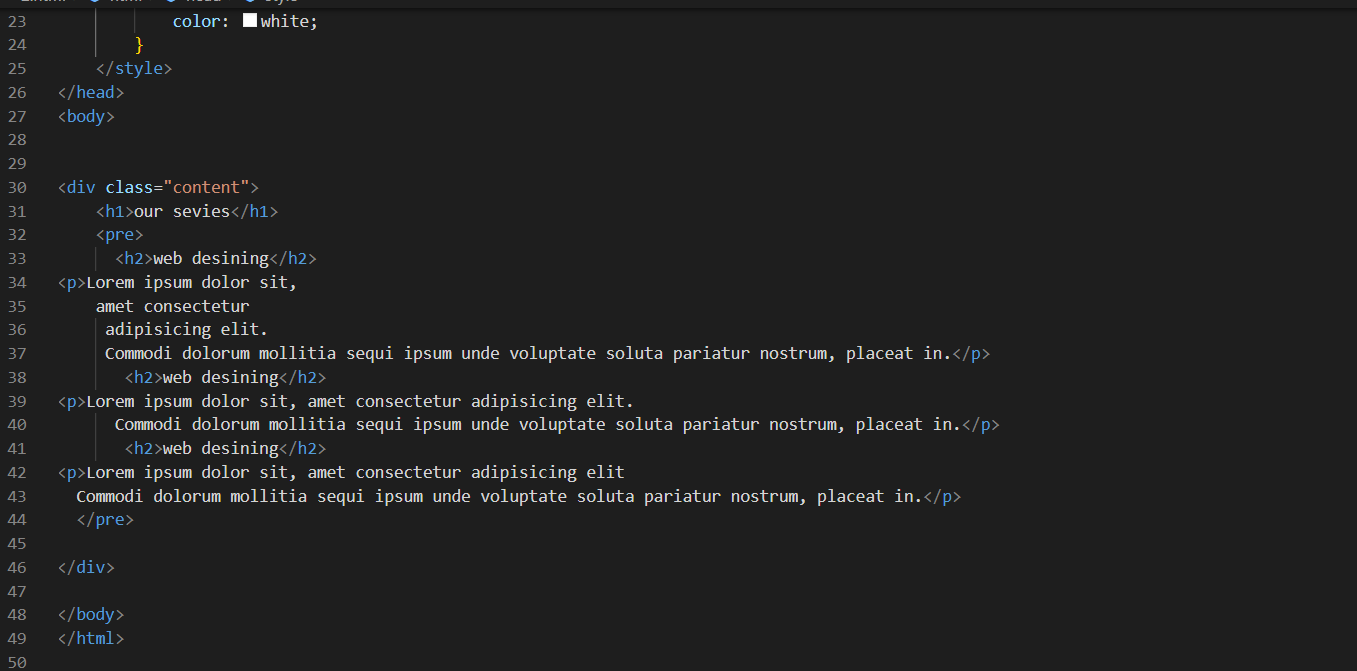 23 color: white;
24 }
25 </style>
26 </head>
27 <body>
28
29
30 <div class="content">
31 <h1>our sevies</h1>
32 <pre>
33 <h2>web desining</h2>
34 <p>Lorem ipsum dolor sit,
35 amet consectetur
36 adipisicing elit.
37 Commodi dolorum mollitia sequi ipsum unde voluptate soluta pariatur nostrum, placeat in.</p>
38 <h2>web desining</h2>
39 <p>Lorem ipsum dolor sit, amet consectetur adipisicing elit.
40 Commodi dolorum mollitia sequi ipsum unde voluptate soluta pariatur nostrum, placeat in.</p>
41 <h2>web desining</h2>
42 <p>Lorem ipsum dolor sit, amet consectetur adipisicing elit
43 Commodi dolorum mollitia sequi ipsum unde voluptate soluta pariatur nostrum, placeat in.</p>
44 </pre>
45
46 </div>
47
48 </body>
49 </html>
50